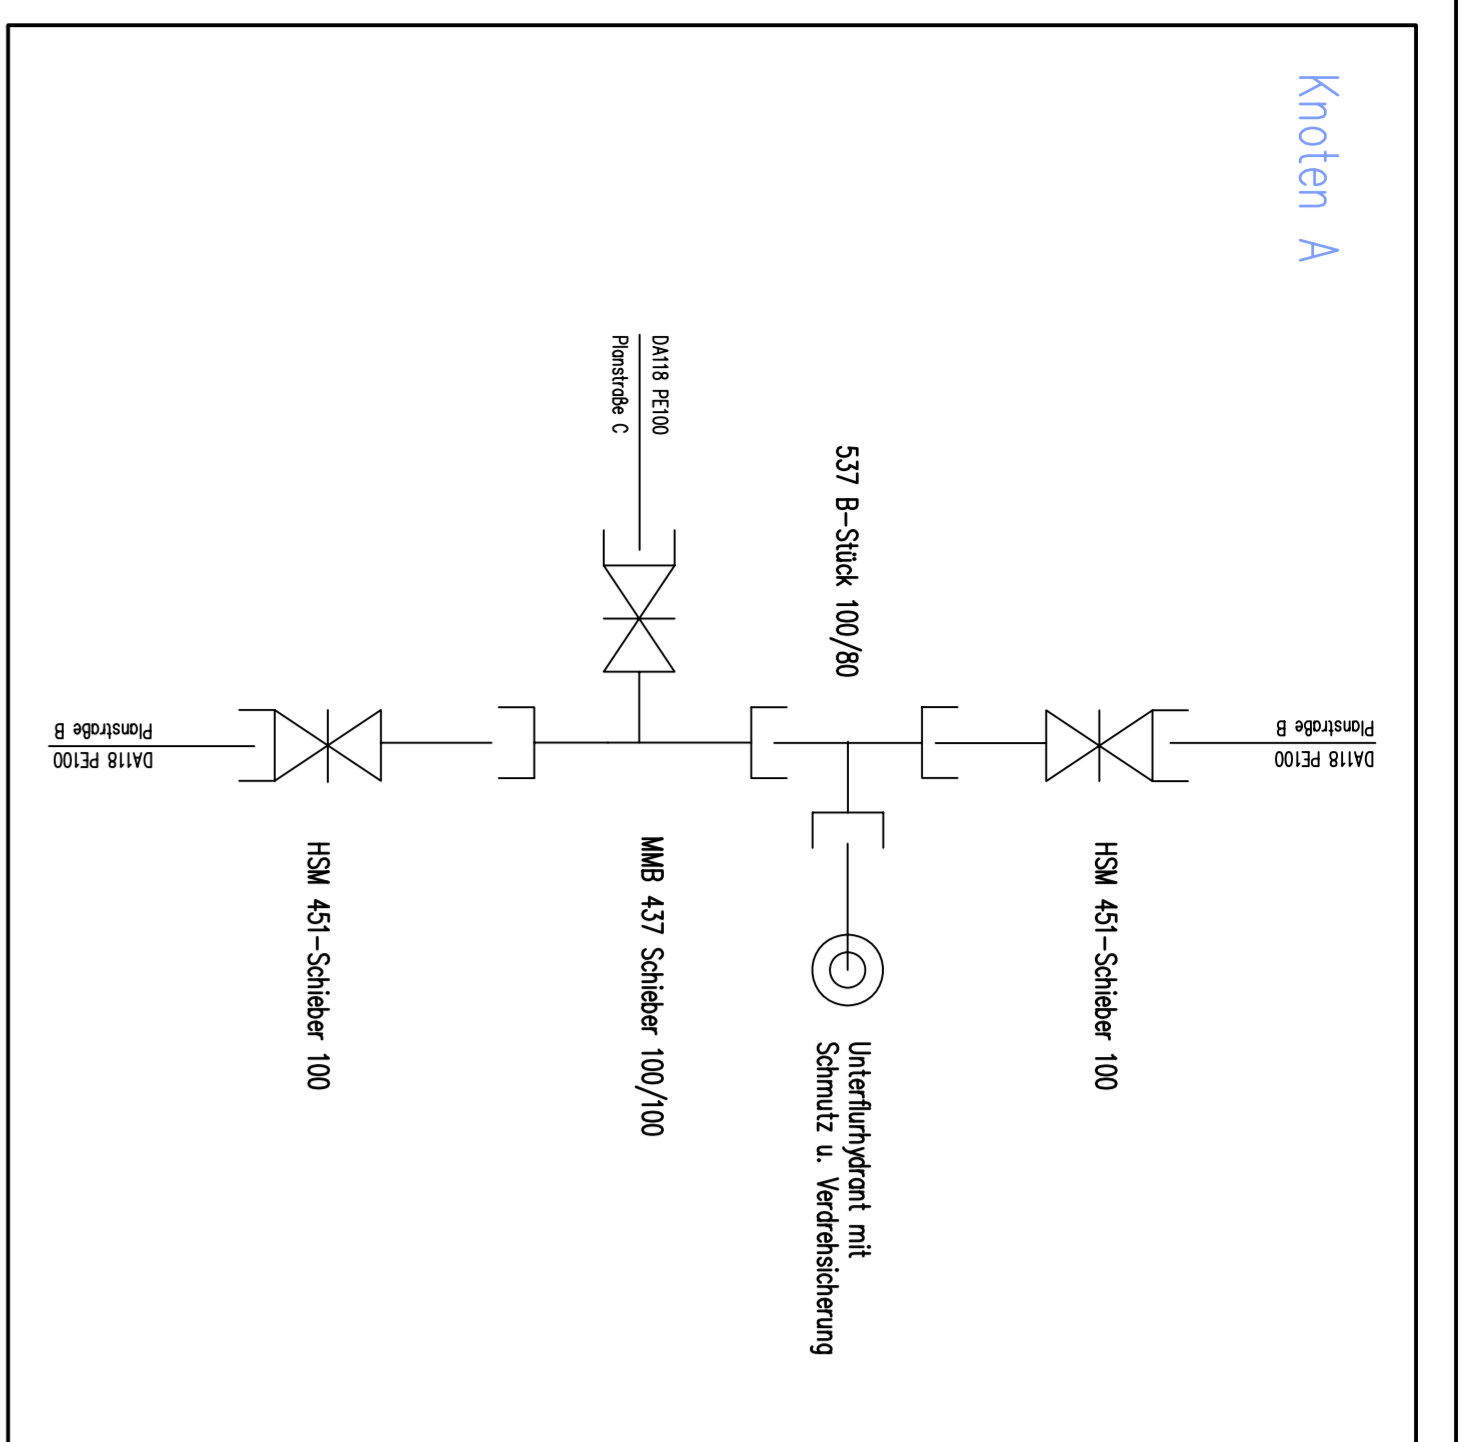 Knoten A
DA118 PE100
Planstraße C
537 B-Stück 100/80
Planstraße B
DA118 PE100
Planstraße B
DA118 PE100
HSM 451-Schieber 100
MMB 437 Schieber 100/100
HSM 451-Schieber 100
Unterflurhydrant mit
Schmutz u. Verdrehsicherung